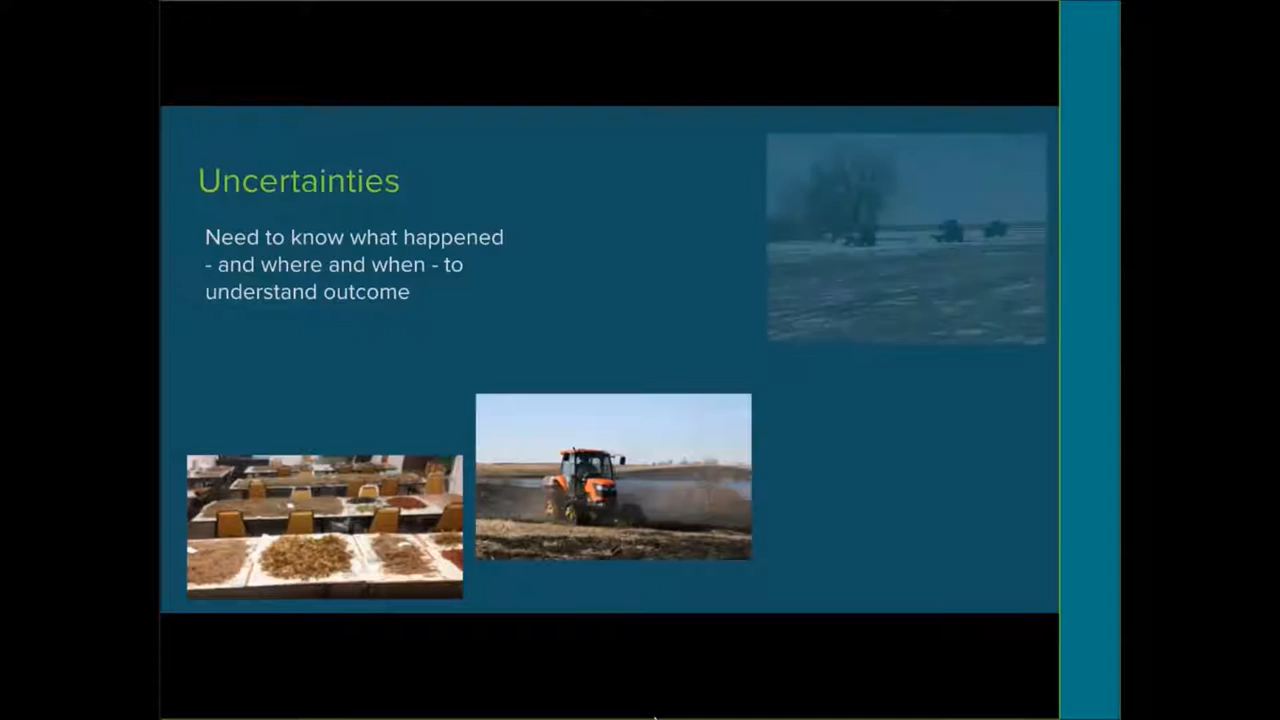 Uncertainties
Need to know what happened
- and where and when - to
understand outcome